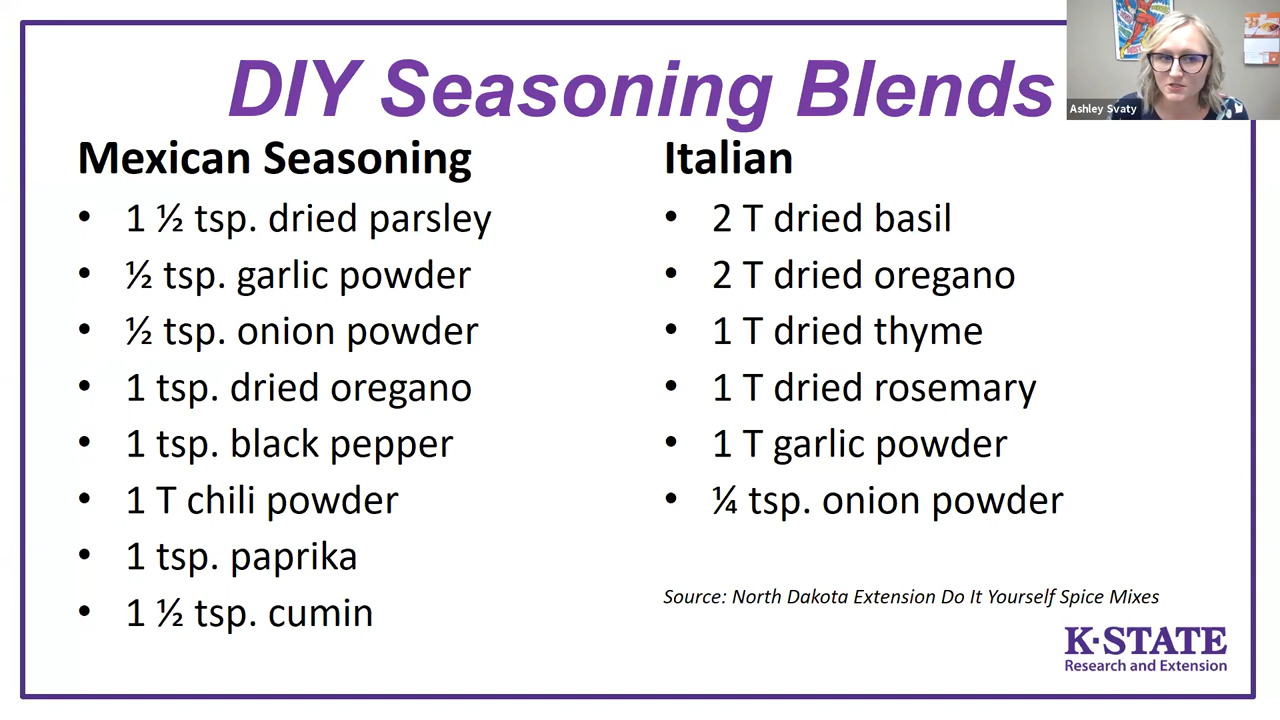 DIY Seasoning Blends
Ashley Svaty
Mexican Seasoning
• 1 ½ tsp. dried parsley
• ½ tsp. garlic powder
• ½ tsp. onion powder
• 1 tsp. dried oregano
• 1 tsp. black pepper
• 1 T chili powder
• 1 tsp. paprika
• 1 ½ tsp. cumin
Italian
• 2 T dried basil
• 2 T dried oregano
• 1 T dried thyme
• 1 T dried rosemary
• 1 T garlic powder
• ¼ tsp. onion powder
Source: North Dakota Extension Do It Yourself Spice Mixes
K·STATE
Research and Extension